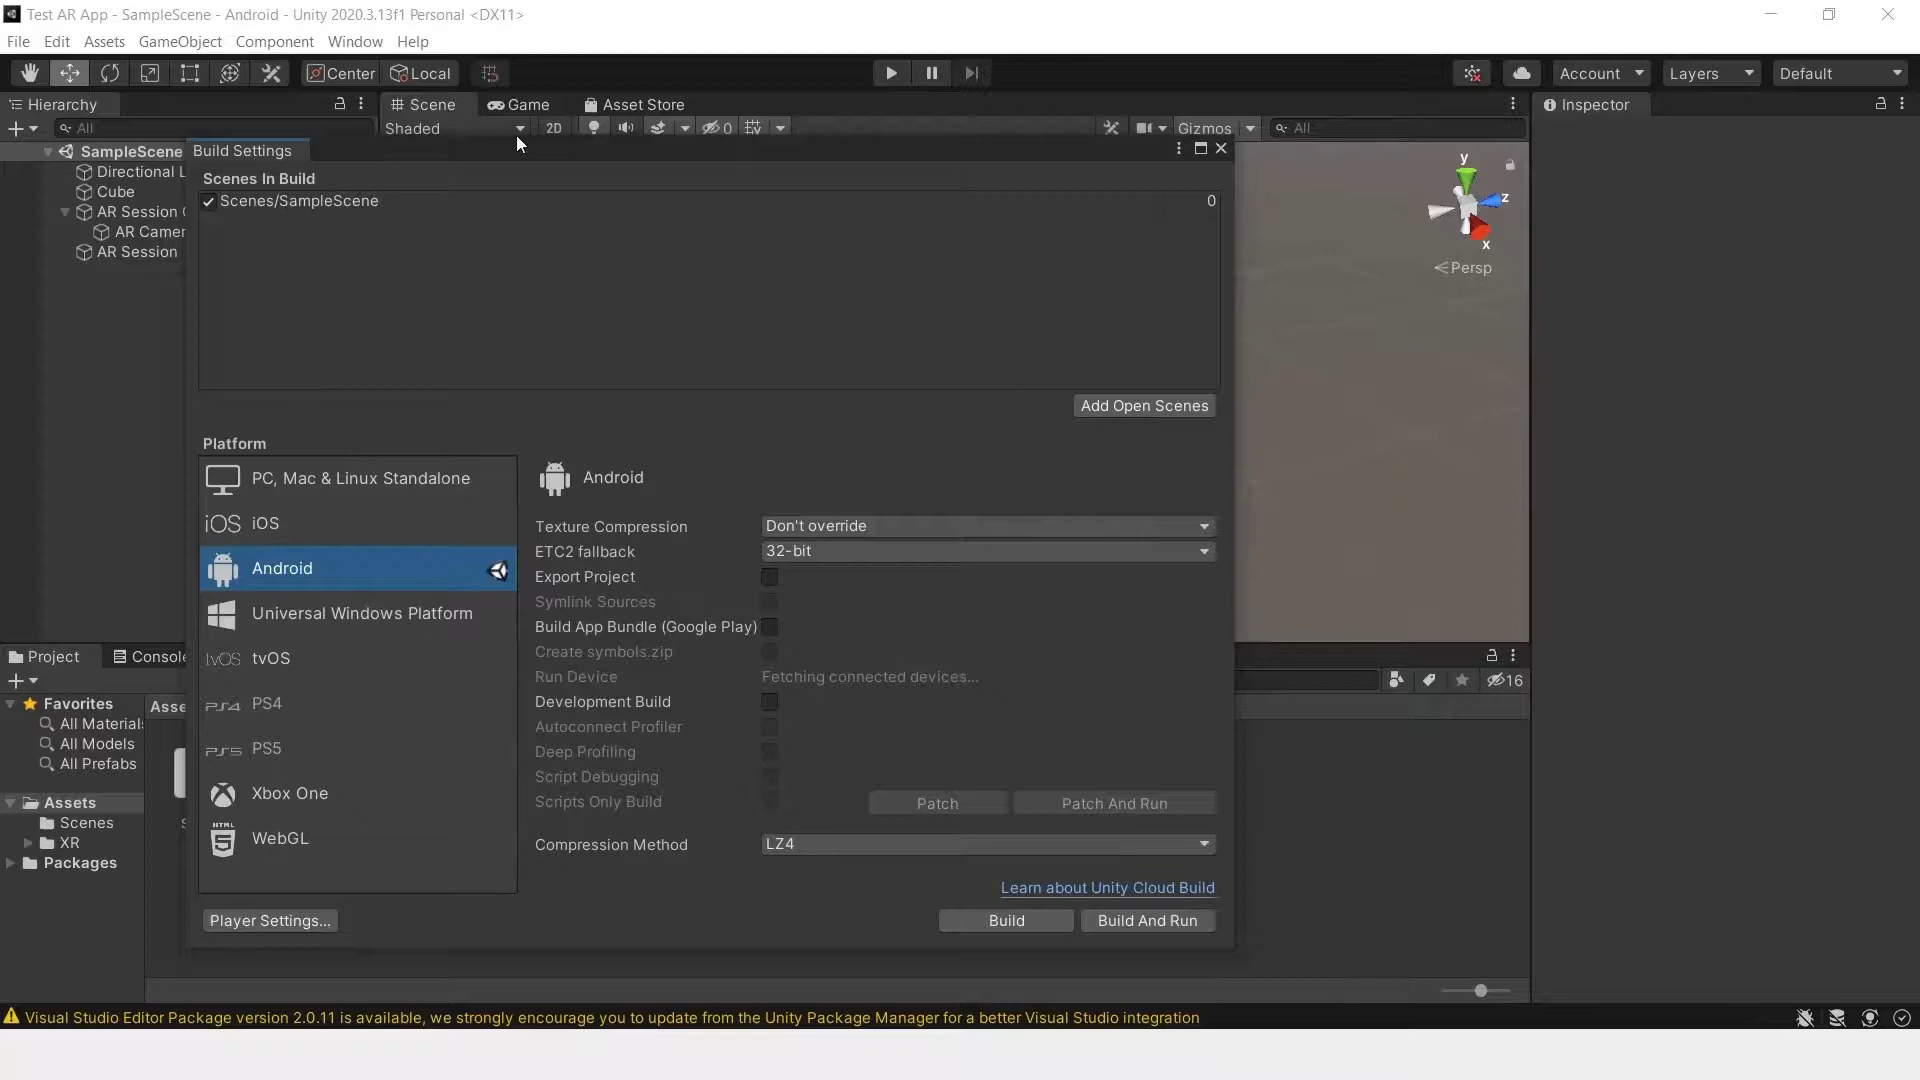 Test AR App - SampleScene - Android - Unity 2020.3.13f1 Personal <DX11>
File Edit Assets GameObject Component Window Help
Center Local Account Layers Default
Hierarchy Scene Game Asset Store Inspector
All Shaded 2D 0 Gizmos All
SampleScene
Directional L
Cube
AR Session
AR Camer
AR Session
Build Settings
Scenes In Build
Scenes/SampleScene 0
Add Open Scenes
y
z
x
Persp
Platform
PC, Mac & Linux Standalone
iOS iOS
Android
Universal Windows Platform
tvOS tvOS
PS4 PS4
PS5 PS5
Xbox One
HTML
5 WebGL
Android
Texture Compression Don't override
ETC2 fallback 32-bit
Export Project
Symlink Sources
Build App Bundle (Google Play)
Create symbols.zip
Run Device Fetching connected devices...
Development Build
Autoconnect Profiler
Deep Profiling
Script Debugging
Scripts Only Build Patch Patch And Run
Compression Method LZ4
Learn about Unity Cloud Build
Player Settings... Build Build And Run
Project Console
16
Favorites
All Materials
All Models
All Prefabs
Assets
Scenes
XR
Packages
Asse
Visual Studio Editor Package version 2.0.11 is available, we strongly encourage you to update from the Unity Package Manager for a better Visual Studio integration